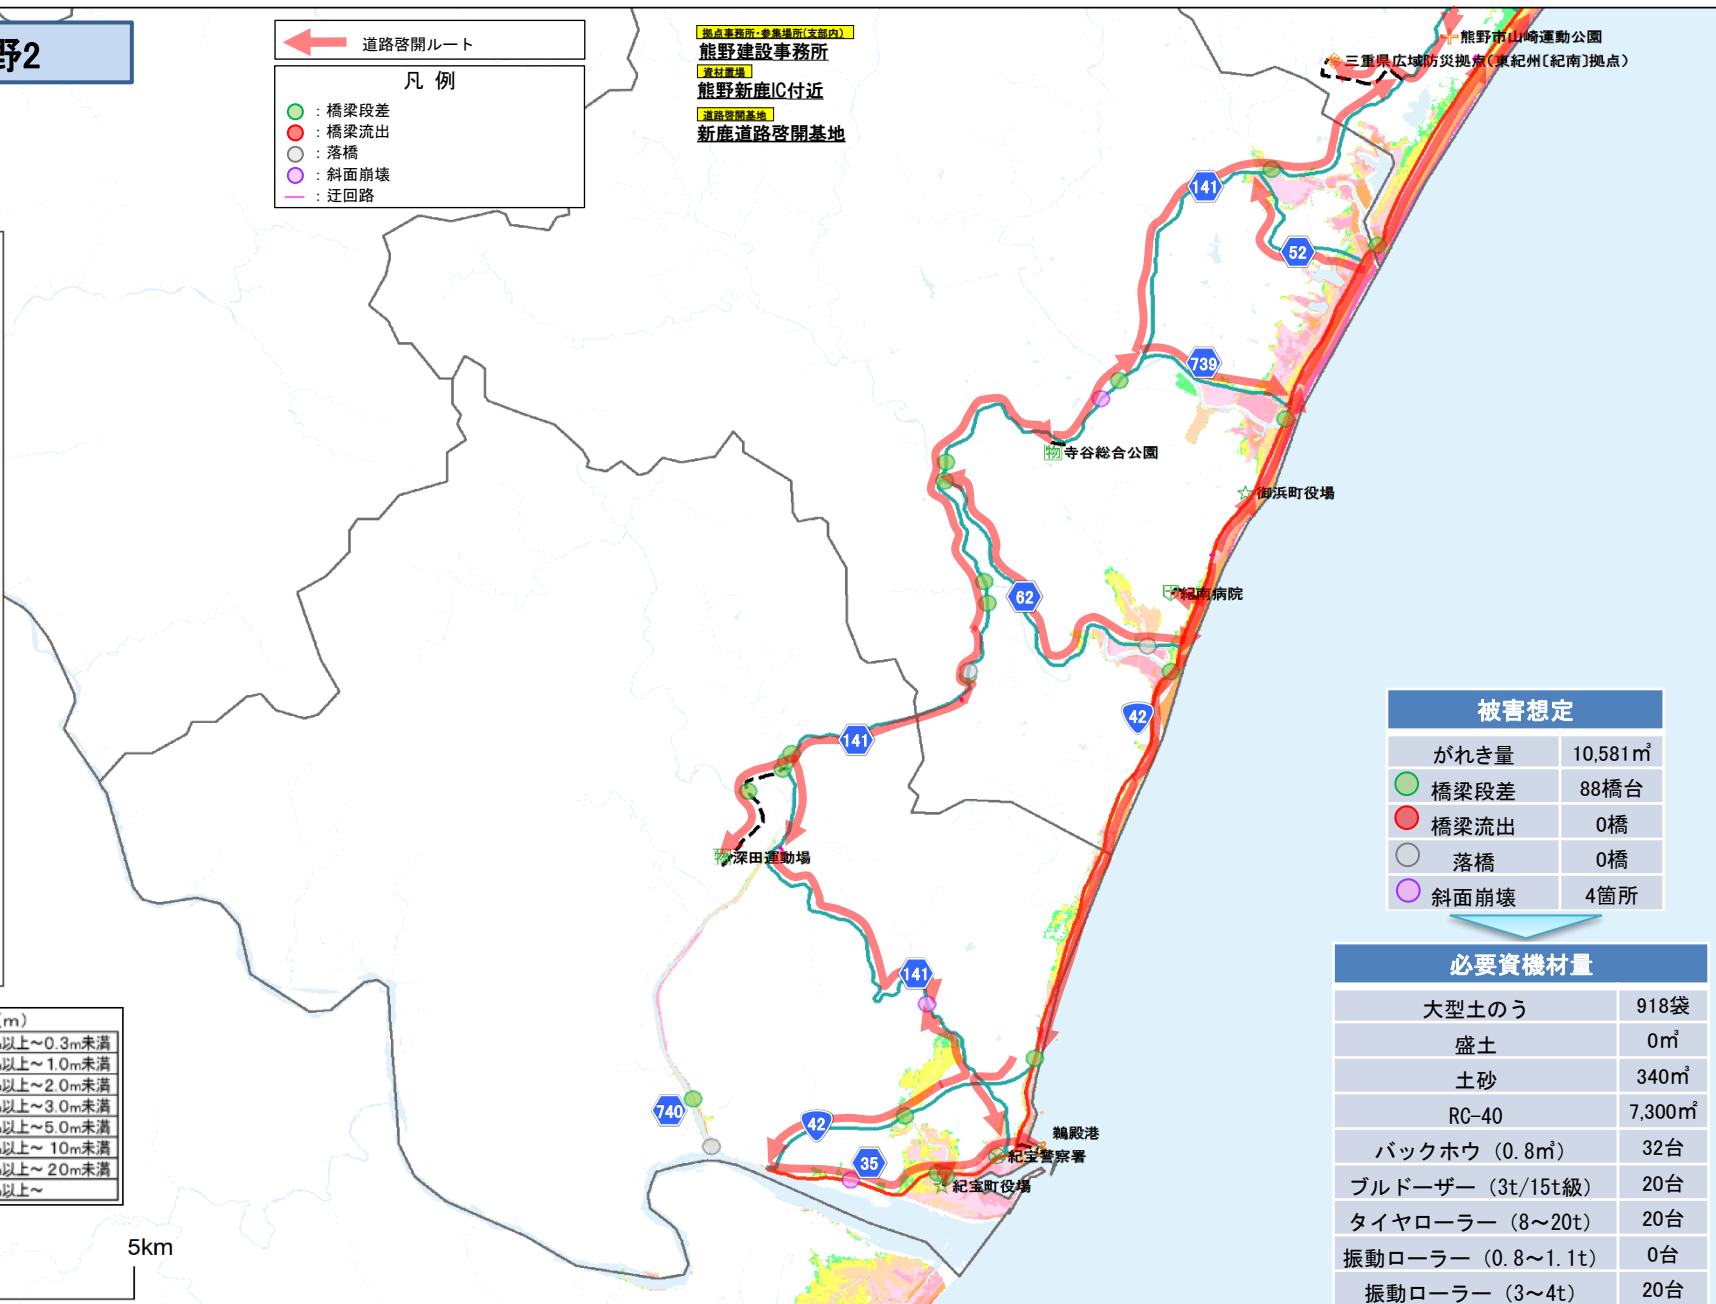 野2
道路啓開ルート
凡 例
：橋梁段差
：橋梁流出
：落橋
：斜面崩壊
：迂回路
拠点事務所・参集場所(支部内)
熊野建設事務所
資材置場
熊野新鹿IC付近
道路啓開基地
新鹿道路啓開基地
熊野市山崎運動公園
三重県広域防災拠点(東紀州[紀南]拠点)
141
52
739
寺谷総合公園
御浜町役場
62
紀南病院
42
141
深田運動場
141
740
42
35
鵜殿港
紀宝警察署
紀宝町役場
被害想定
がれき量 10,581㎥
橋梁段差 88橋台
橋梁流出 0橋
落橋 0橋
斜面崩壊 4箇所
必要資機材量
大型土のう 918袋
盛土 0㎥
土砂 340㎥
RC-40 7,300㎥
バックホウ（0.8㎥） 32台
ブルドーザー（3t/15t級） 20台
タイヤローラー（8～20t） 20台
振動ローラー（0.8～1.1t） 0台
振動ローラー（3～4t） 20台
(m)
以上～0.3m未満
以上～1.0m未満
以上～2.0m未満
以上～3.0m未満
以上～5.0m未満
以上～ 10m未満
以上～ 20m未満
以上～
5km